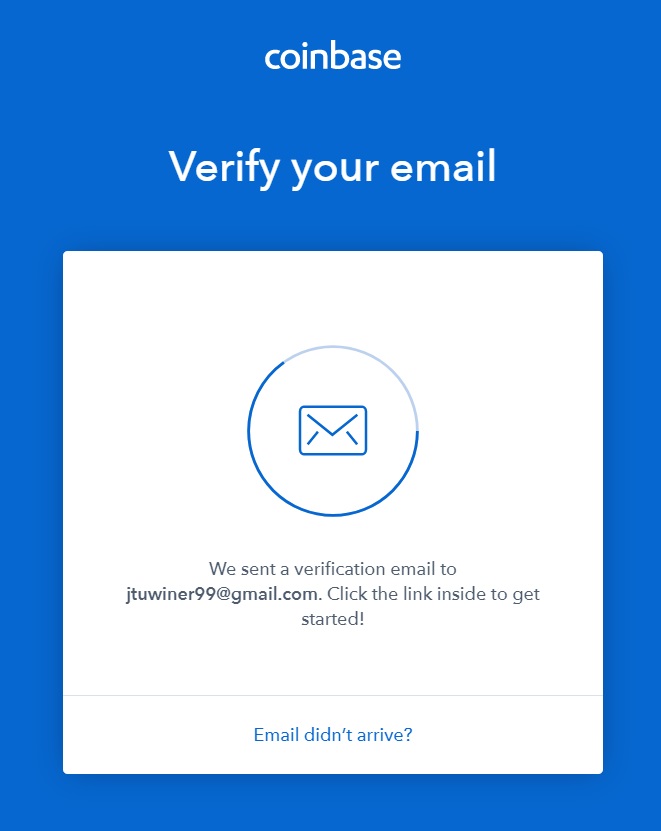 coinbase
Verify your email
We sent a verification email to
jtuwiner99@gmail.com. Click the link inside to get
started!
Email didn’t arrive?